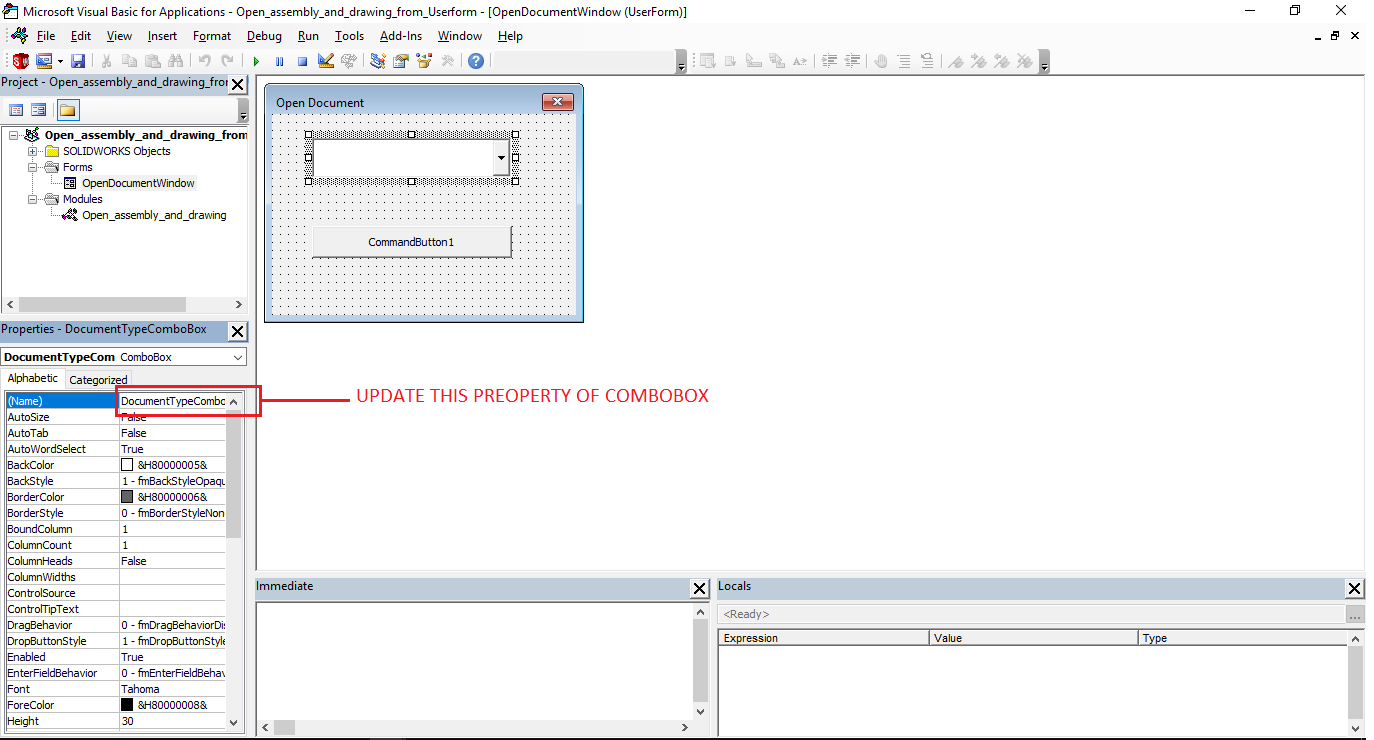 Microsoft Visual Basic for Applications - Open_assembly_and_drawing_from_Userform - [OpenDocumentWindow (UserForm)]
File Edit View Insert Format Debug Run Tools Add-Ins Window Help
Project - Open_assembly_and_drawing_fror
Open_assembly_and_drawing_from
SOLIDWORKS Objects
Forms
OpenDocumentWindow
Modules
Open_assembly_and_drawing
Open Document
CommandButton1
Properties - DocumentTypeComboBox
DocumentTypeCom ComboBox
Alphabetic Categorized
(Name) DocumentTypeCombo
AutoSize False
AutoTab False
AutoWordSelect True
BackColor &H80000005&
BackStyle 1 - fmBackStyleOpaqu
BorderColor &H80000006&
BorderStyle 0 - fmBorderStyleNon
BoundColumn 1
ColumnCount 1
ColumnHeads False
ColumnWidths
ControlSource
ControlTipText
DragBehavior 0 - fmDragBehaviorDis
DropButtonStyle 1 - fmDropButtonStyle
Enabled True
EnterFieldBehavior 0 - fmEnterFieldBehav
Font Tahoma
ForeColor &H80000008&
Height 30
UPDATE THIS PREOPERTY OF COMBOBOX
Immediate
Locals
<Ready>
Expression Value Type